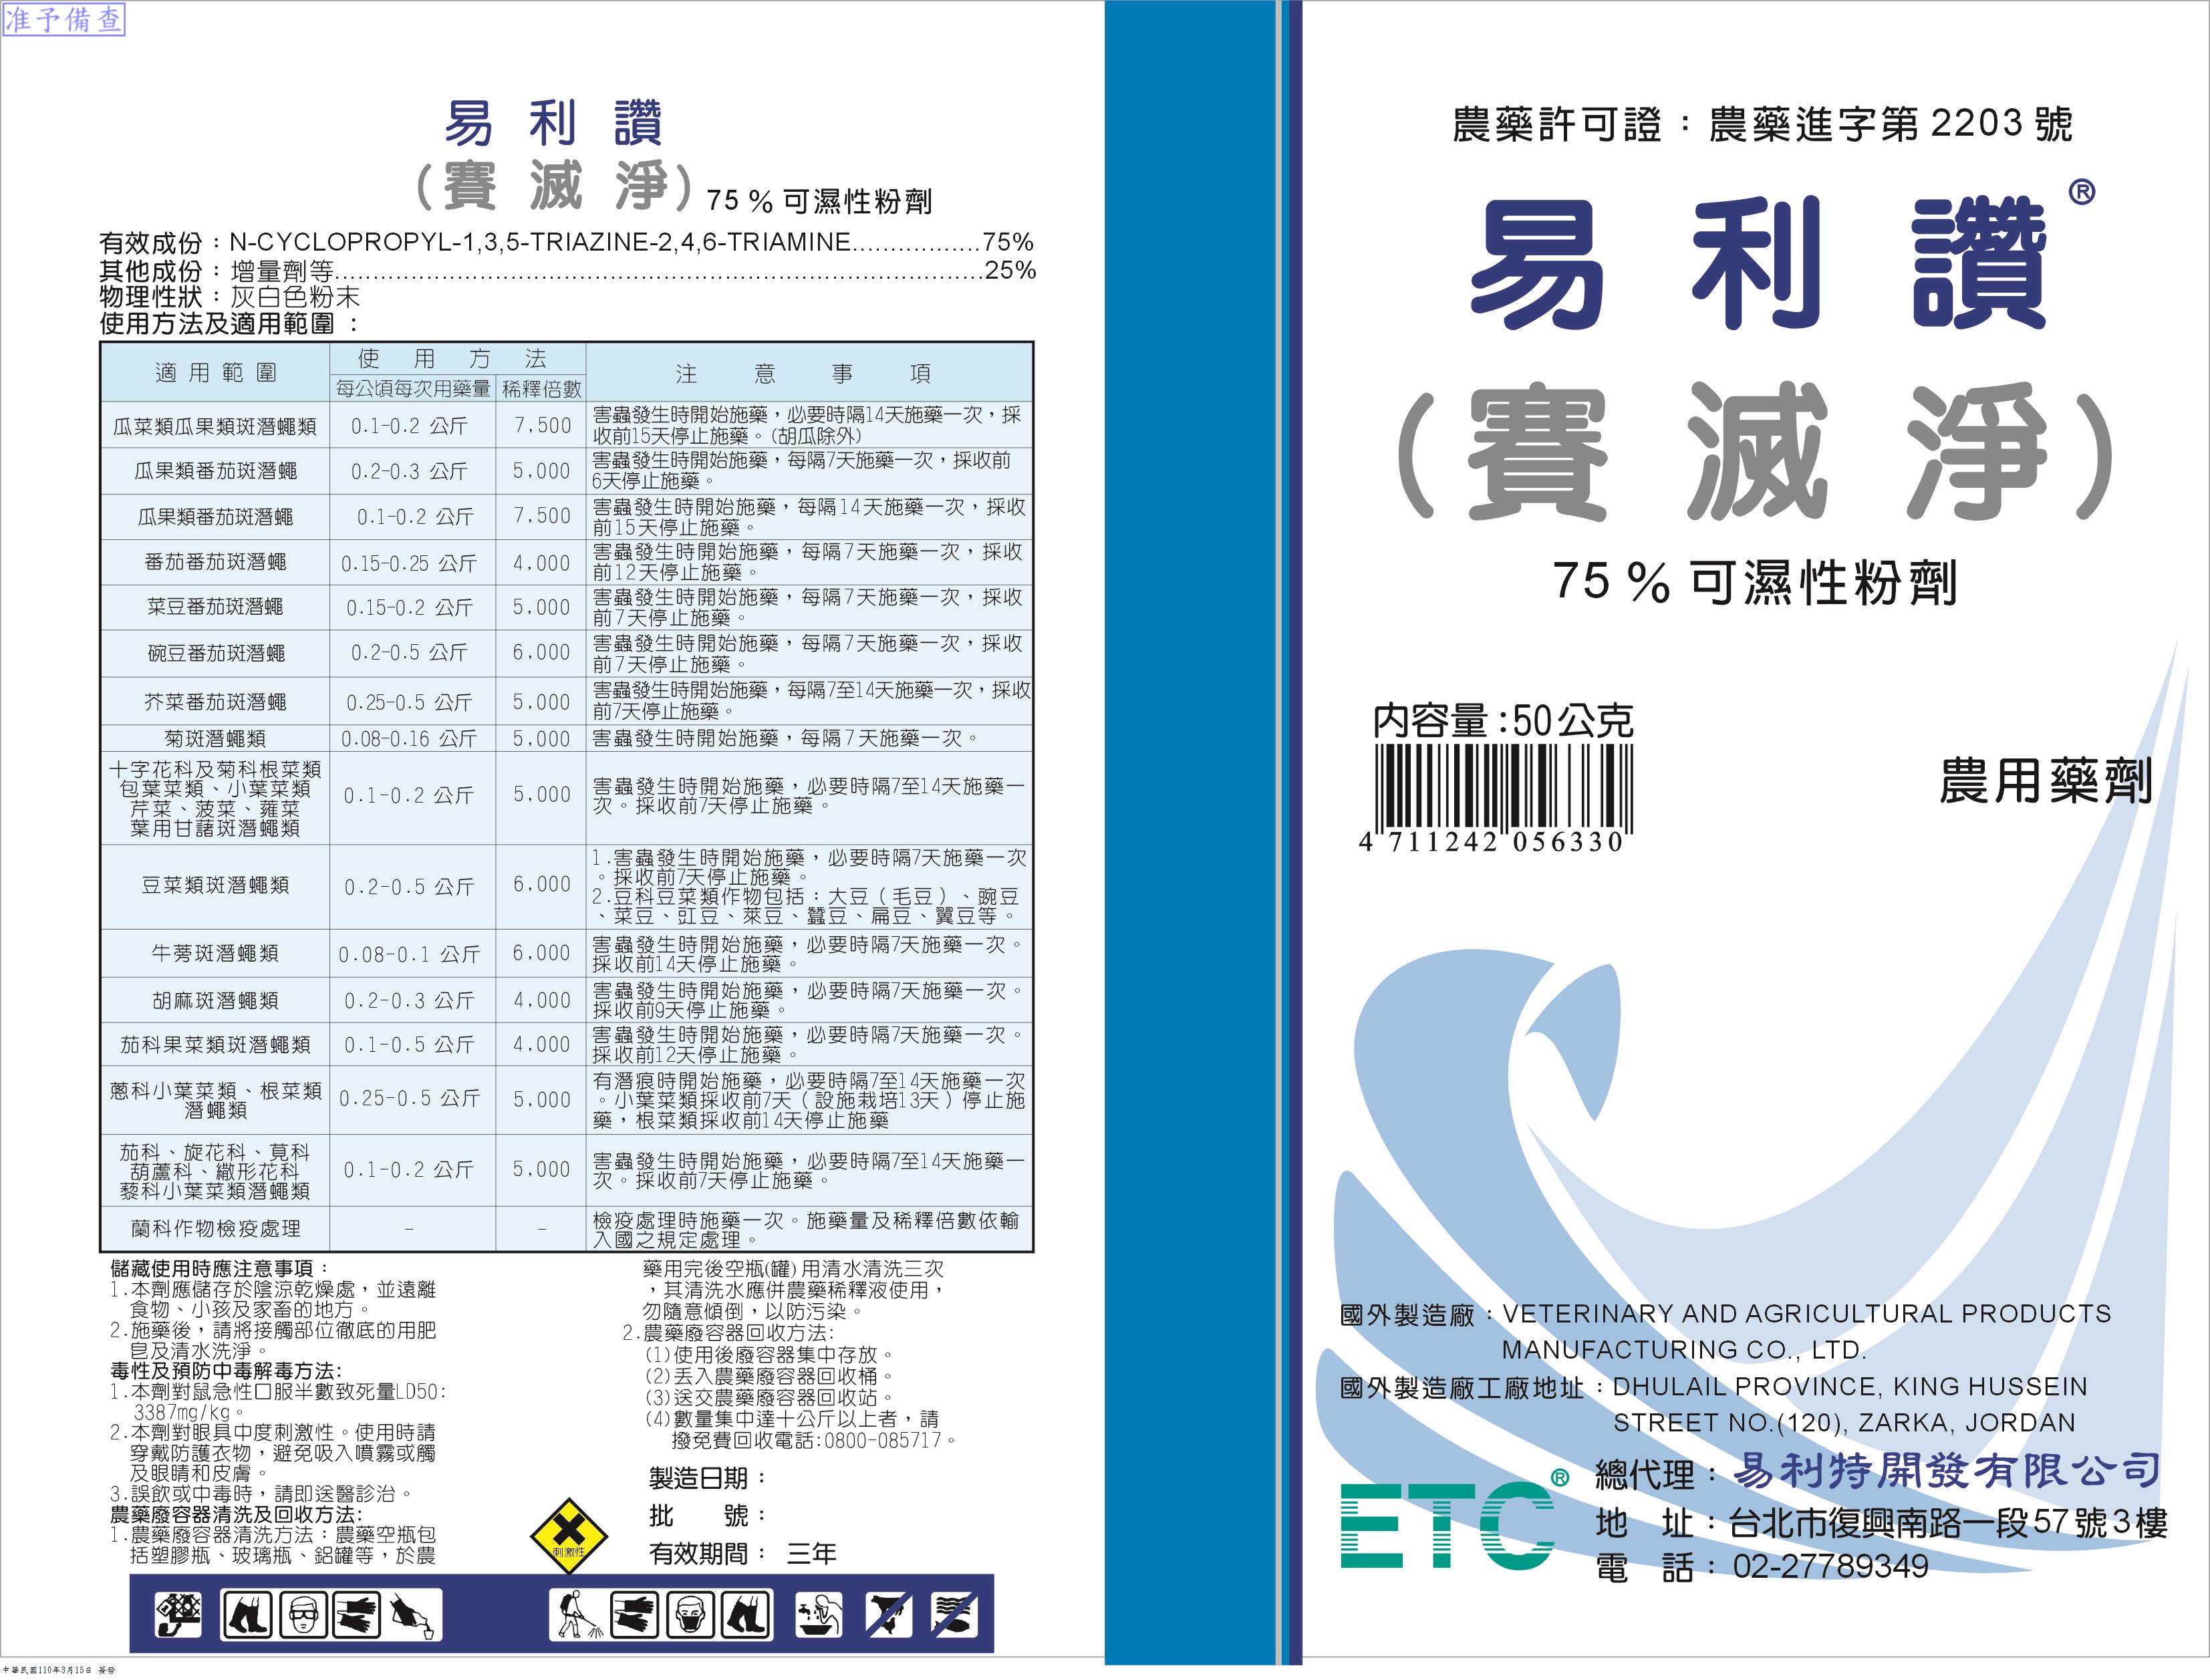 准予備查
易利讚
(賽滅淨) 75 % 可濕性粉劑
有效成份：N-CYCLOPROPYL-1,3,5-TRIAZINE-2,4,6-TRIAMINE.................75%
其他成份：增量劑等.....................................................................................25%
物理性狀：灰白色粉末
使用方法及適用範圍 ：
適用範圍 使用方法 注意事項
每公頃每次用藥量 稀釋倍數
瓜菜類瓜果類斑潛蠅類 0.1-0.2 公斤 7,500 害蟲發生時開始施藥，必要時隔14天施藥一次，採
收前15天停止施藥。(胡瓜除外)
瓜果類番茄斑潛蠅 0.2-0.3 公斤 5,000 害蟲發生時開始施藥，每隔7天施藥一次，採收前
6天停止施藥。
瓜果類番茄斑潛蠅 0.1-0.2 公斤 7,500 害蟲發生時開始施藥，每隔14天施藥一次，採收
前15天停止施藥。
番茄番茄斑潛蠅 0.15-0.25 公斤 4,000 害蟲發生時開始施藥，每隔7天施藥一次，採收
前12天停止施藥。
菜豆番茄斑潛蠅 0.15-0.2 公斤 5,000 害蟲發生時開始施藥，每隔7天施藥一次，採收
前7天停止施藥。
碗豆番茄斑潛蠅 0.2-0.5 公斤 6,000 害蟲發生時開始施藥，每隔7天施藥一次，採收
前7天停止施藥。
芥菜番茄斑潛蠅 0.25-0.5 公斤 5,000 害蟲發生時開始施藥，每隔7至14天施藥一次，採收
前7天停止施藥。
菊斑潛蠅類 0.08-0.16 公斤 5,000 害蟲發生時開始施藥，每隔7天施藥一次。
十字花科及菊科根菜類
包葉菜類、小葉菜類
芹菜、菠菜、蕹菜
葉用甘藷斑潛蠅類 0.1-0.2 公斤 5,000 害蟲發生時開始施藥，必要時隔7至14天施藥一
次。採收前7天停止施藥。
豆菜類斑潛蠅類 0.2-0.5 公斤 6,000 1.害蟲發生時開始施藥，必要時隔7天施藥一次
。採收前7天停止施藥。
2.豆科豆菜類作物包括：大豆（毛豆）、豌豆
、菜豆、豇豆、萊豆、蠶豆、扁豆、翼豆等。
牛蒡斑潛蠅類 0.08-0.1 公斤 6,000 害蟲發生時開始施藥，必要時隔7天施藥一次。
採收前14天停止施藥。
胡麻斑潛蠅類 0.2-0.3 公斤 4,000 害蟲發生時開始施藥，必要時隔7天施藥一次。
採收前9天停止施藥。
茄科果菜類斑潛蠅類 0.1-0.5 公斤 4,000 害蟲發生時開始施藥，必要時隔7天施藥一次。
採收前12天停止施藥。
蔥科小葉菜類、根菜類
潛蠅類 0.25-0.5 公斤 5,000 有潛痕時開始施藥，必要時隔7至14天施藥一次
。小葉菜類採收前7天（設施栽培13天）停止施
藥，根菜類採收前14天停止施藥
茄科、旋花科、莧科
葫蘆科、繖形花科
藜科小葉菜類潛蠅類 0.1-0.2 公斤 5,000 害蟲發生時開始施藥，必要時隔7至14天施藥一
次。採收前7天停止施藥。
蘭科作物檢疫處理 - - 檢疫處理時施藥一次。施藥量及稀釋倍數依輸
入國之規定處理。
儲藏使用時應注意事項：
1.本劑應儲存於陰涼乾燥處，並遠離
食物、小孩及家畜的地方。
2.施藥後，請將接觸部位徹底的用肥
皂及清水洗淨。
毒性及預防中毒解毒方法:
1.本劑對鼠急性口服半數致死量LD50:
3387mg/kg。
2.本劑對眼具中度刺激性。使用時請
穿戴防護衣物，避免吸入噴霧或觸
及眼睛和皮膚。
3.誤飲或中毒時，請即送醫診治。
農藥廢容器清洗及回收方法:
1.農藥廢容器清洗方法：農藥空瓶包
括塑膠瓶、玻璃瓶、鋁罐等，於農
藥用完後空瓶(罐)用清水清洗三次
，其清洗水應併農藥稀釋液使用，
勿隨意傾倒，以防污染。
2.農藥廢容器回收方法:
(1)使用後廢容器集中存放。
(2)丟入農藥廢容器回收桶。
(3)送交農藥廢容器回收站。
(4)數量集中達十公斤以上者，請
撥免費回收電話:0800-085717。
製造日期：
批　號：
有效期間： 三年
刺激性
中華民國110年3月15日 簽發
農藥許可證：農藥進字第 2203 號
易利讚®
(賽滅淨)
75 % 可濕性粉劑
內容量:50公克
4 711242 056330
農用藥劑
國外製造廠：VETERINARY AND AGRICULTURAL PRODUCTS
MANUFACTURING CO., LTD.
國外製造廠工廠地址：DHULAIL PROVINCE, KING HUSSEIN
STREET NO.(120), ZARKA, JORDAN
ETC®
總代理：易利特開發有限公司
地　址：台北市復興南路一段57號3樓
電　話：02-27789349